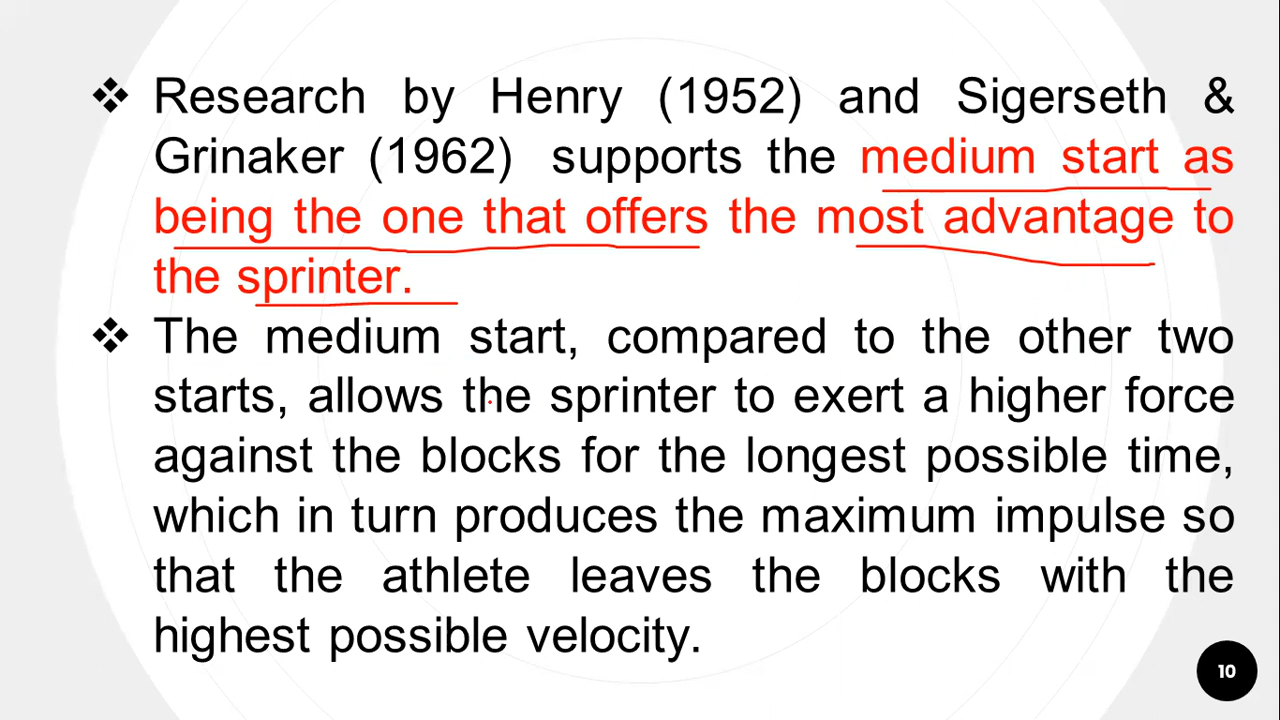 ❖ Research by Henry (1952) and Sigerseth &
Grinaker (1962) supports the medium start as
being the one that offers the most advantage to
the sprinter.
❖ The medium start, compared to the other two
starts, allows the sprinter to exert a higher force
against the blocks for the longest possible time,
which in turn produces the maximum impulse so
that the athlete leaves the blocks with the
highest possible velocity.
10